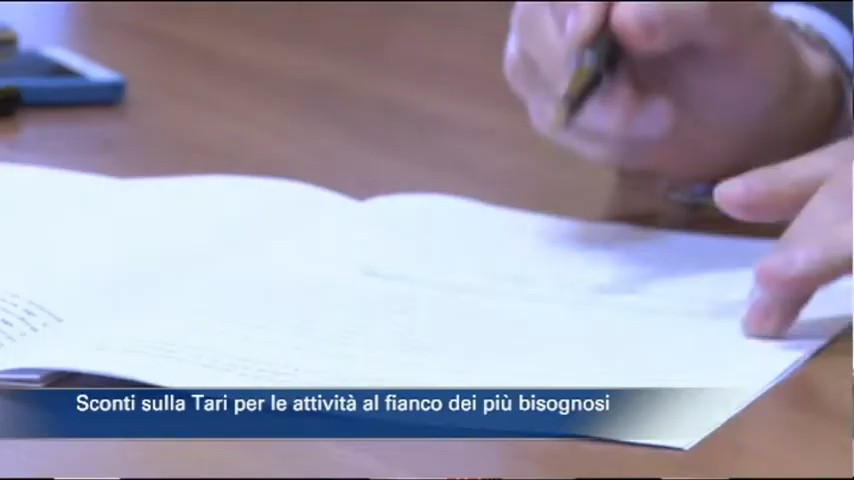 Sconti sulla Tari per le attività al fianco dei più bisognosi